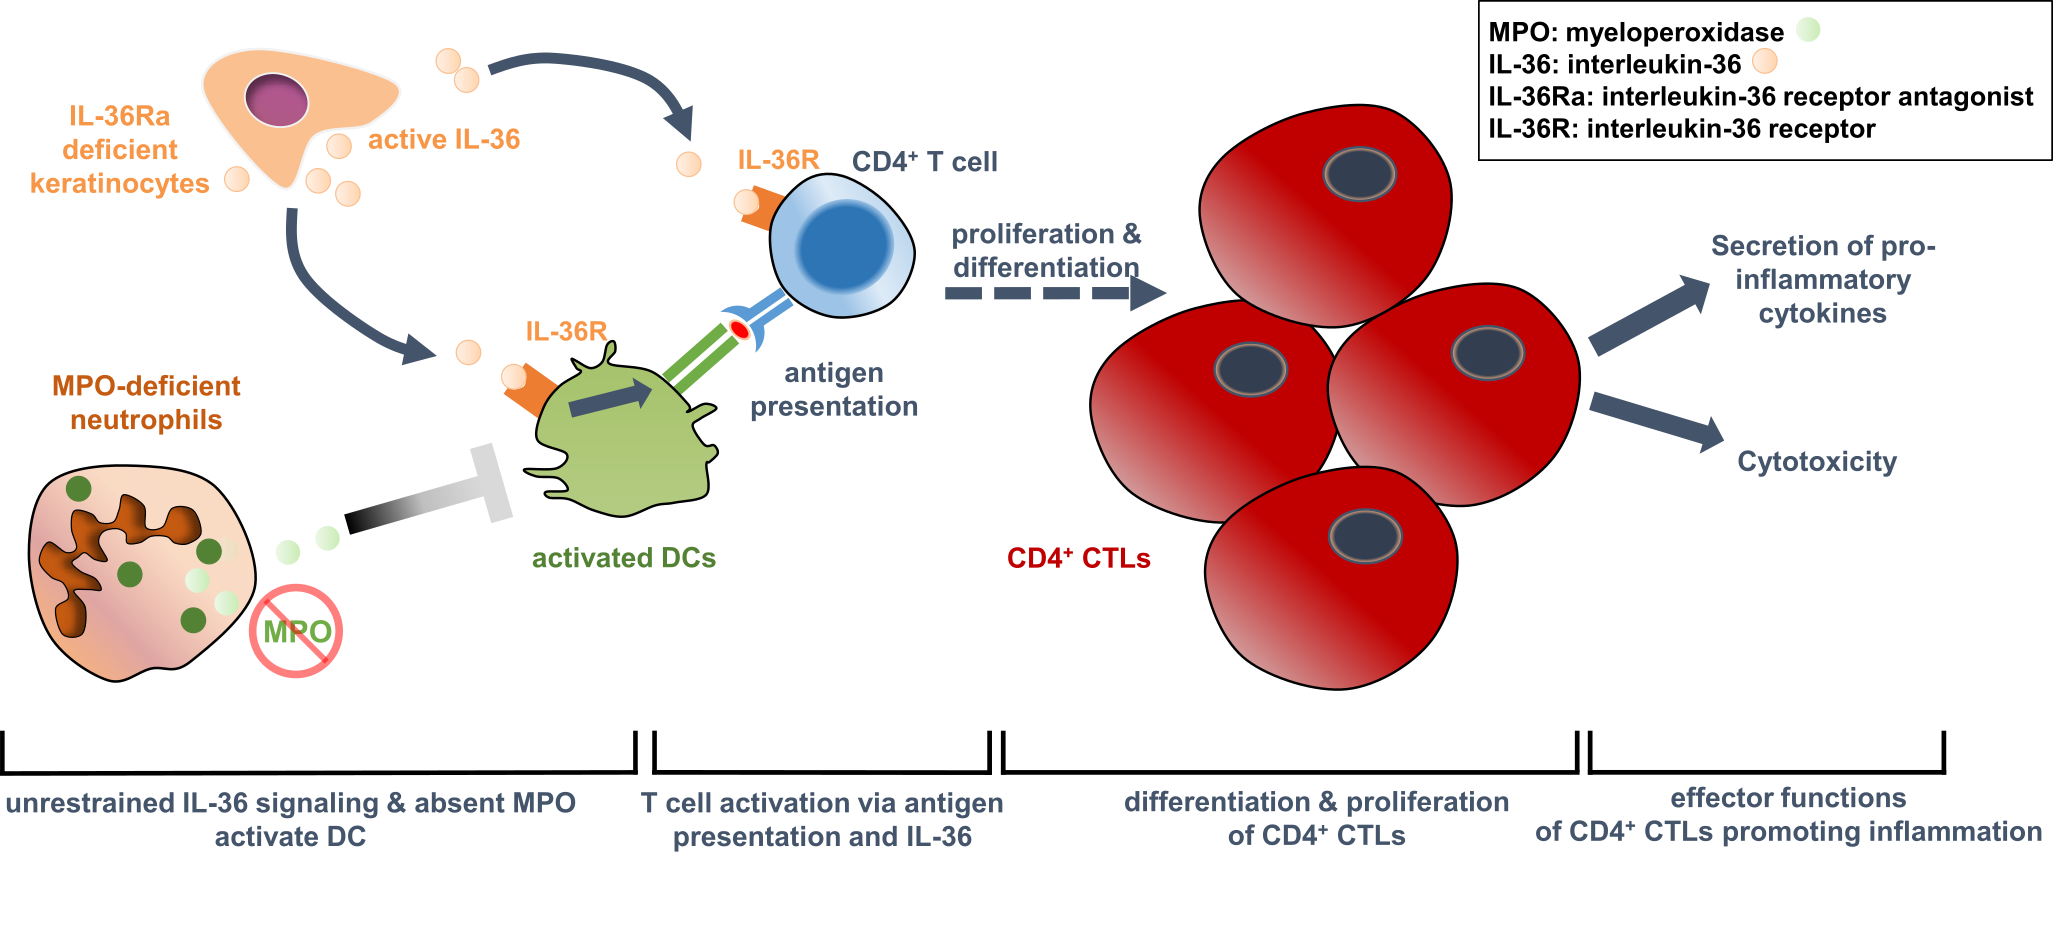 MPO: myeloperoxidase
IL-36: interleukin-36
IL-36Ra: interleukin-36 receptor antagonist
IL-36R: interleukin-36 receptor
IL-36Ra
deficient
keratinocytes
active IL-36
IL-36R
CD4⁺ T cell
proliferation &
differentiation
Secretion of pro-
inflammatory
cytokines
IL-36R
antigen
presentation
MPO-deficient
neutrophils
Cytotoxicity
activated DCs
CD4⁺ CTLs
MPO
unrestrained IL-36 signaling & absent MPO
activate DC
T cell activation via antigen
presentation and IL-36
differentiation & proliferation
of CD4⁺ CTLs
effector functions
of CD4⁺ CTLs promoting inflammation